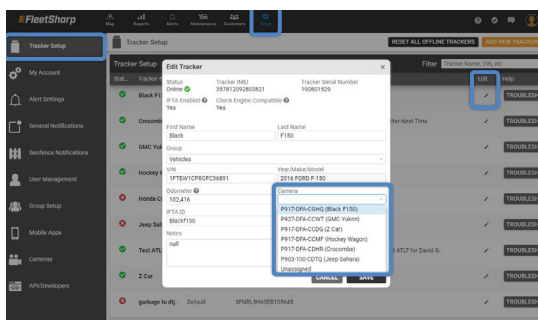 FleetSharp
Map
Reports
Alerts
Maintenance
Customers
Setup
Tracker Setup
Tracker Setup
RESET ALL OFFLINE TRACKERS
ADD NEW TRACKER
My Account
Alert Settings
General Notifications
Geofence Notifications
User Management
Group Setup
Mobile Apps
Cameras
API/Developers
Tracker Setup
Filter
Tracker Name, VIN, etc.
Stat...
Tracker
Edit
Help
Black F1
TROUBLESH
Crocomb
fter Next Time
TROUBLESH
GMC Yuk
TROUBLESH
Hockey W
TROUBLESH
Honda C
TROUBLESH
Jeep Sah
TROUBLESH
Test ATL
t ATLT for David G.
TROUBLESH
Z Car
TROUBLESH
garbage tu dtj..
Default
TROUBLESH
Edit Tracker
×
Status
Tracker IMEI
Tracker Serial Number
Online
357812092803821
190801529
IFTA Enabled
Check Engine Compatible
Yes
Yes
First Name
Last Name
Black
F150
Group
Vehicles
VIN
Year/Make/Model
1FTEW1CP8GFC36891
2016 FORD F-150
Odometer
Camera
102,416
IFTA ID
Blackf150
Notes
null
P917-DFA-CGHQ (Black F150)
P927-DFA-CCWT (GMC Yukon)
P917-DFA-CCDG (Z Car)
P917-DFA-CCMF (Hockey Wagon)
P917-DFA-CDHR (Crocombe)
P903-100-CDTQ (Jeep Sahara)
Unassigned
CANCEL
SAVE